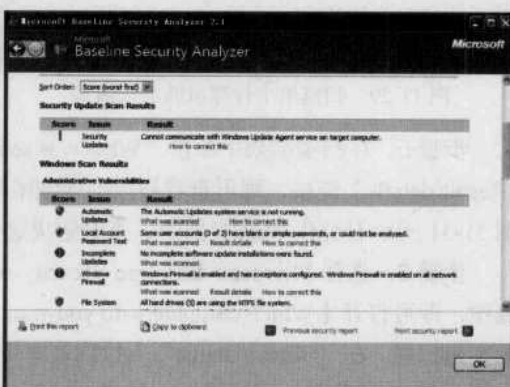 Microsoft Baseline Security Analyzer 2.1
Microsoft
Baseline Security Analyzer
Microsoft
Sort Order: Score (worst first)
Security Update Scan Results
Score Issue Result
Security Updates Cannot communicate with Windows Update Agent service on target computer.
How to correct this
Windows Scan Results
Administrative Vulnerabilities
Score Issue Result
Automatic Updates The Automatic Updates system service is not running.
What was scanned How to correct this
Local Account Password Test Some user accounts (3 of 3) have blank or simple passwords, or could not be analyzed.
What was scanned Result details How to correct this
Incomplete Updates No incomplete software update installations were found.
What was scanned
Windows Firewall Windows Firewall is enabled and has exceptions configured. Windows Firewall is enabled on all network connections.
What was scanned Result details How to correct this
File System All hard drives (5) are using the NTFS file system.
Print this report
Copy to clipboard
Previous security report
Next security report
OK